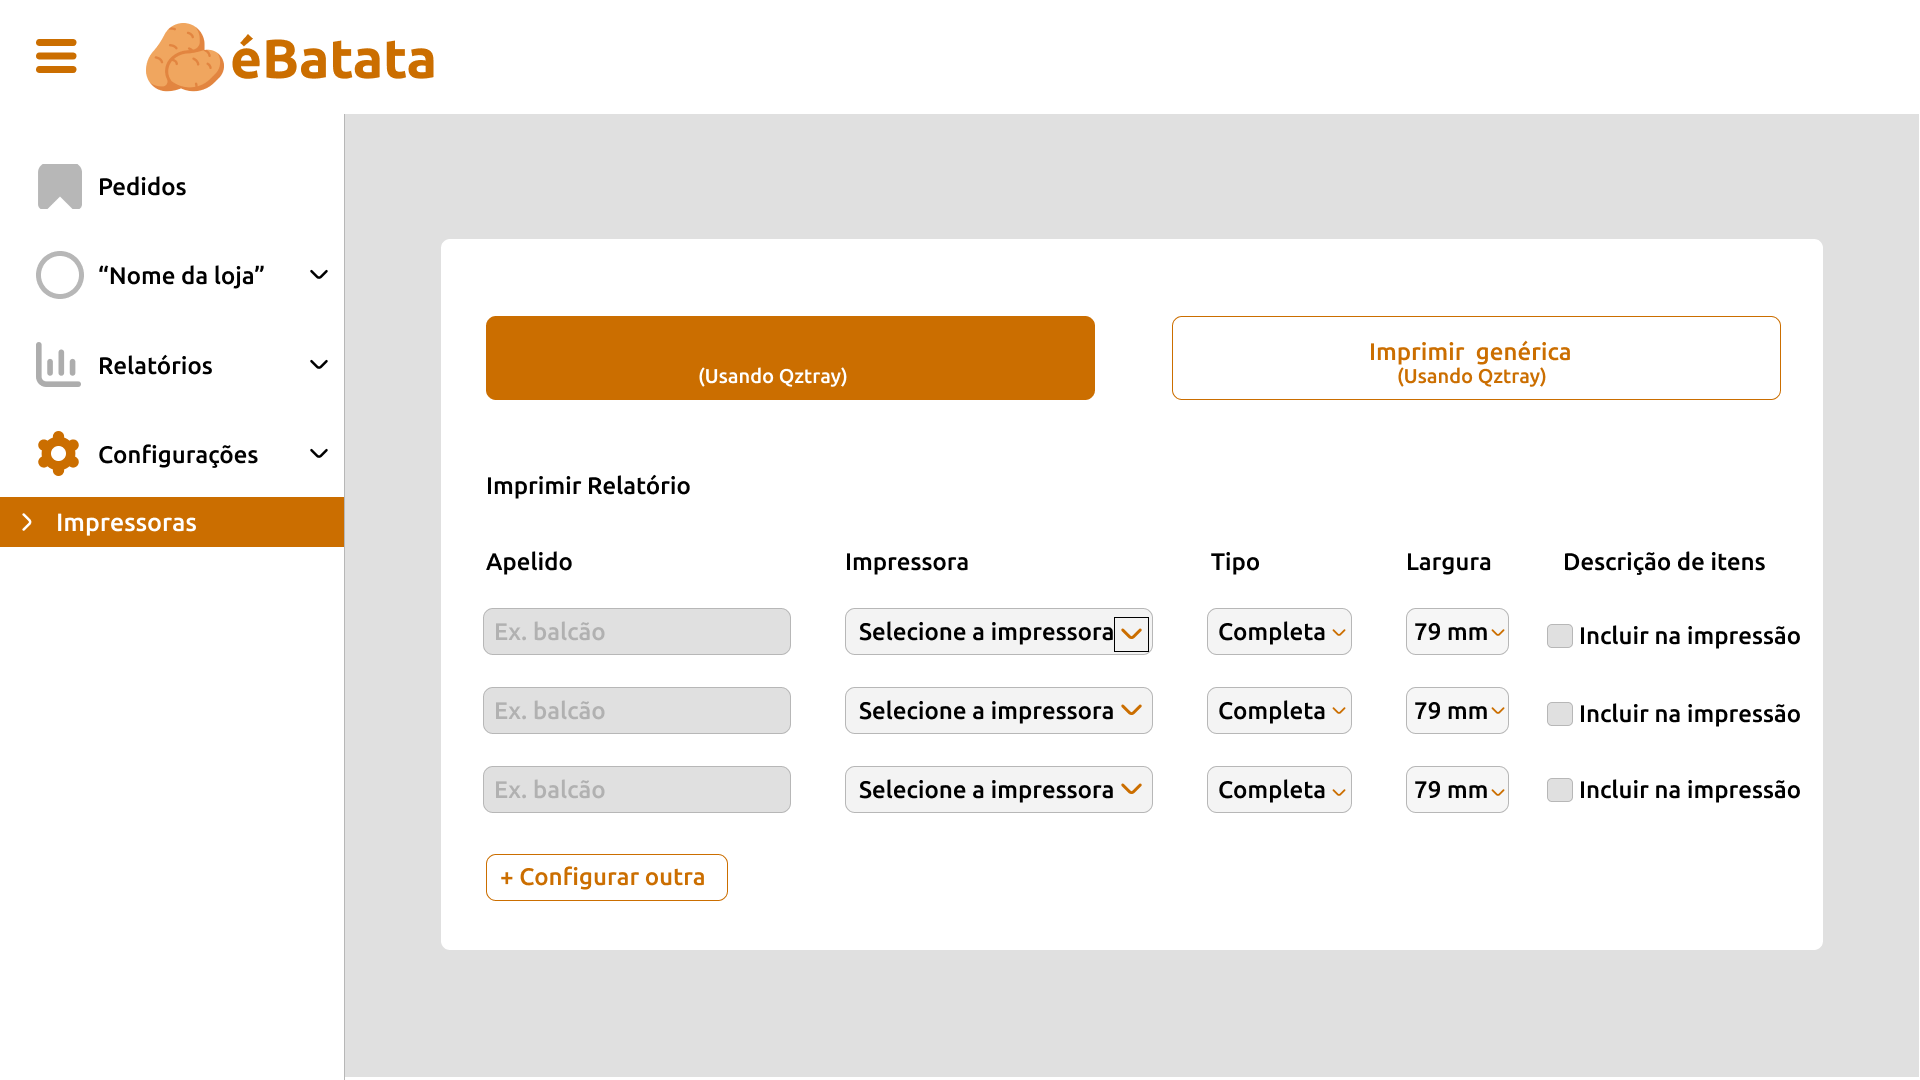 éBatata
Pedidos
“Nome da loja”
Relatórios
Configurações
Impressoras
(Usando Qztray)
Imprimir genérica
(Usando Qztray)
Imprimir Relatório
Apelido Impressora Tipo Largura Descrição de itens
Ex. balcão Selecione a impressora Completa 79 mm Incluir na impressão
Ex. balcão Selecione a impressora Completa 79 mm Incluir na impressão
Ex. balcão Selecione a impressora Completa 79 mm Incluir na impressão
+ Configurar outra